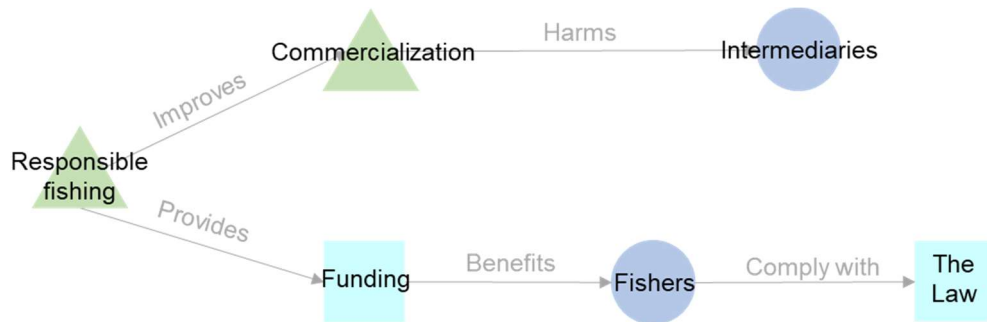 Commercialization
Harms
Intermediaries
Improves
Responsible
fishing
Provides
Funding
Benefits
Fishers
Comply with
The
Law